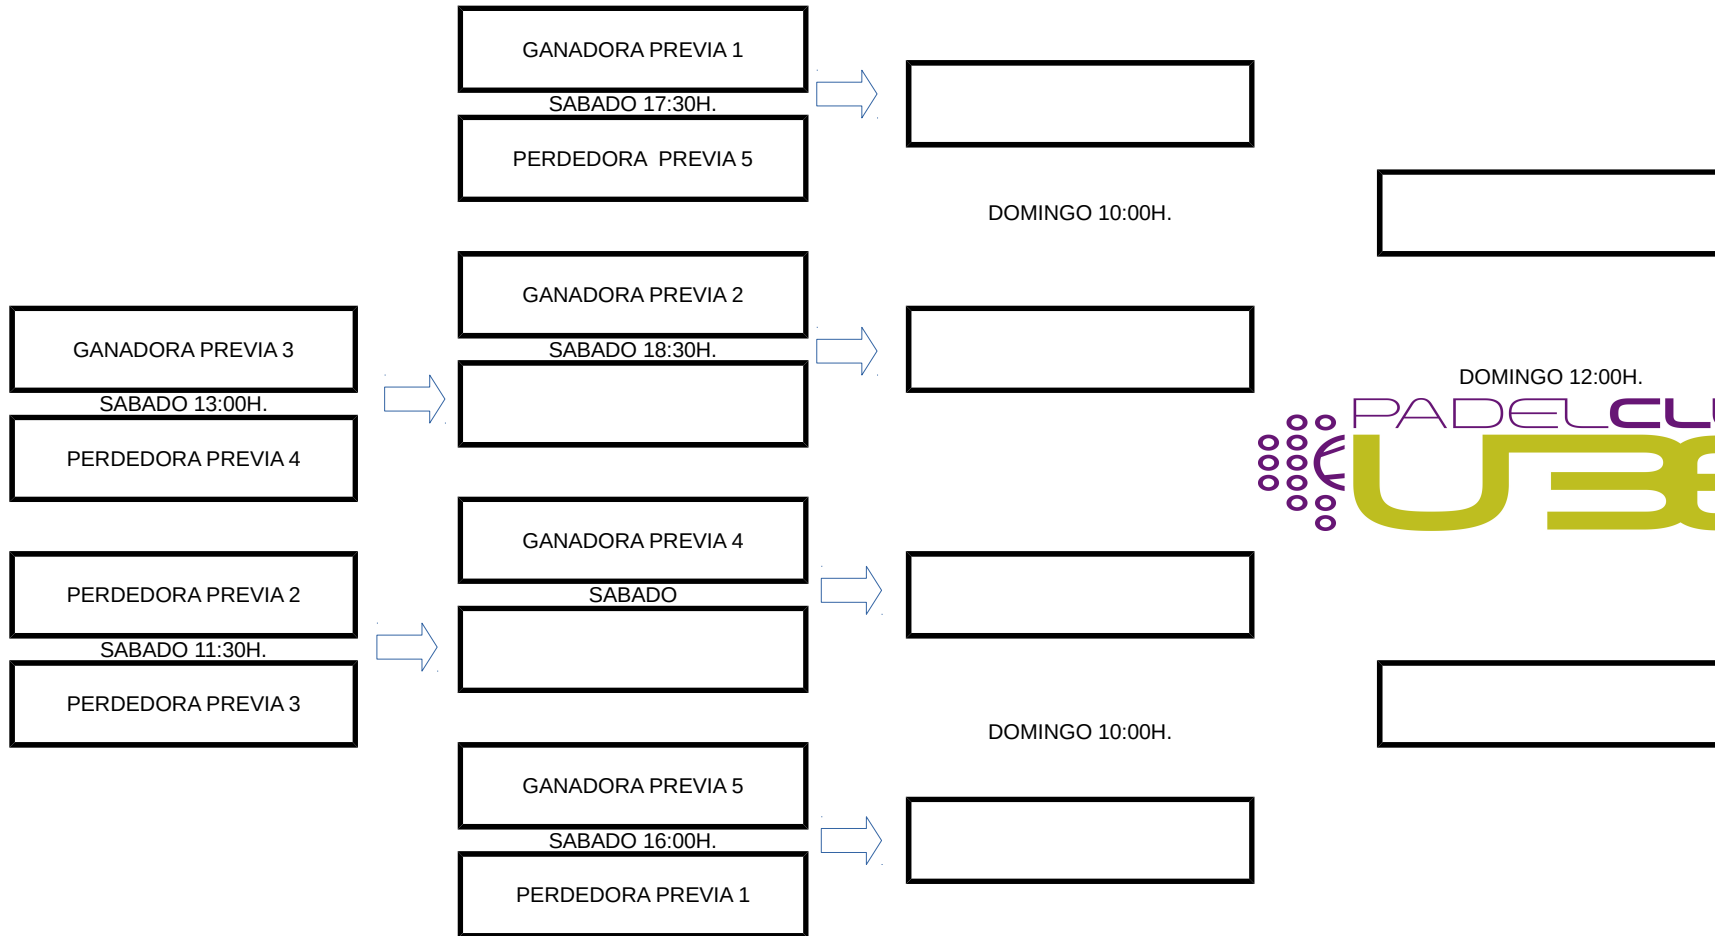 GANADORA PREVIA 1
SABADO 17:30H.
PERDEDORA  PREVIA 5
DOMINGO 10:00H.
GANADORA PREVIA 2
SABADO 18:30H.
GANADORA PREVIA 3
SABADO 13:00H.
PERDEDORA PREVIA 4
DOMINGO 12:00H.
PADELCLU
GANADORA PREVIA 4
SABADO
PERDEDORA PREVIA 2
SABADO 11:30H.
PERDEDORA PREVIA 3
DOMINGO 10:00H.
GANADORA PREVIA 5
SABADO 16:00H.
PERDEDORA PREVIA 1